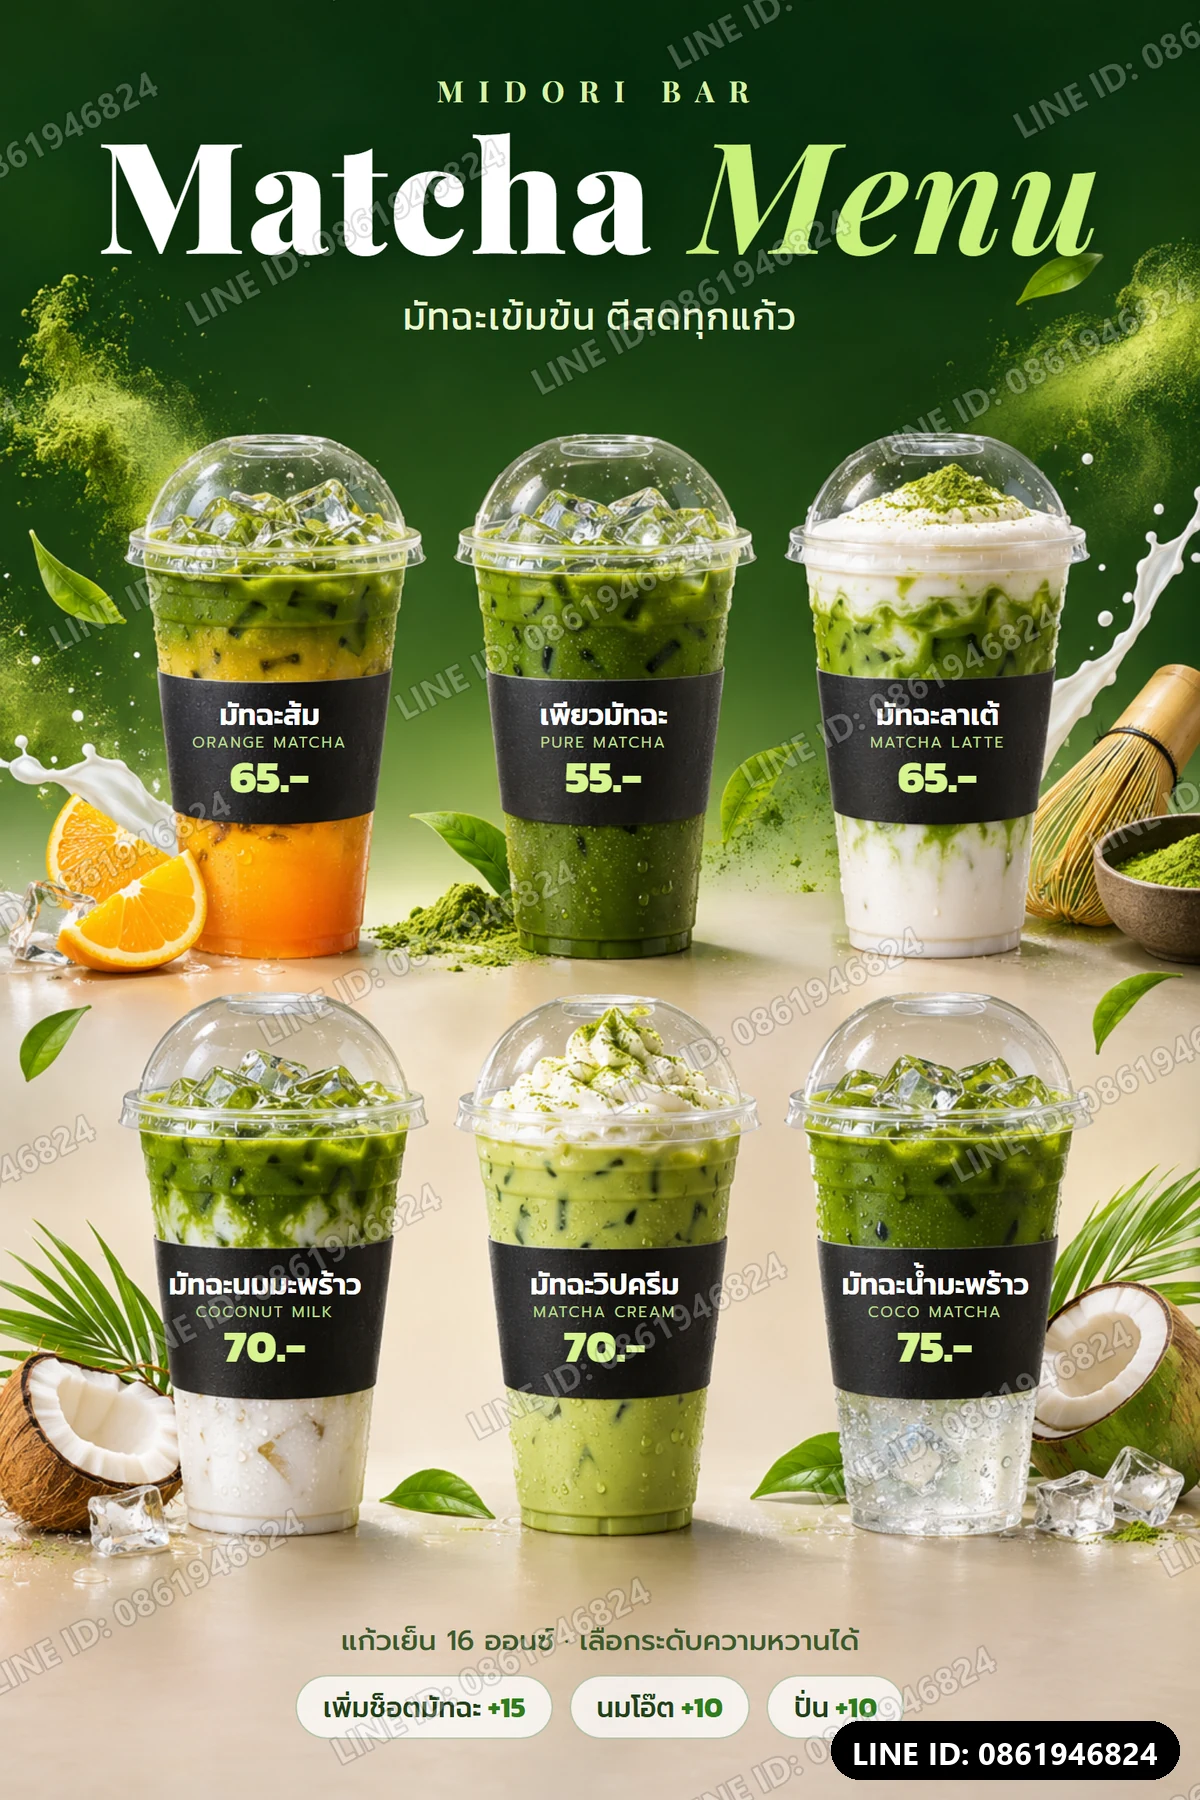 MIDORI BAR
Matcha Menu
มัทฉะเข้มข้น ตีสดทุกแก้ว
มัทฉะส้ม
ORANGE MATCHA
65.-
เพียวมัทฉะ
PURE MATCHA
55.-
มัทฉะลาเต้
MATCHA LATTE
65.-
มัทฉะนมมะพร้าว
COCONUT MILK
70.-
มัทฉะวิปครีม
MATCHA CREAM
70.-
มัทฉะน้ำมะพร้าว
COCO MATCHA
75.-
แก้วเย็น 16 ออนซ์ · เลือกระดับความหวานได้
เพิ่มช็อตมัทฉะ +15
นมโอ๊ต +10
ปั่น +10
LINE ID: 0861946824